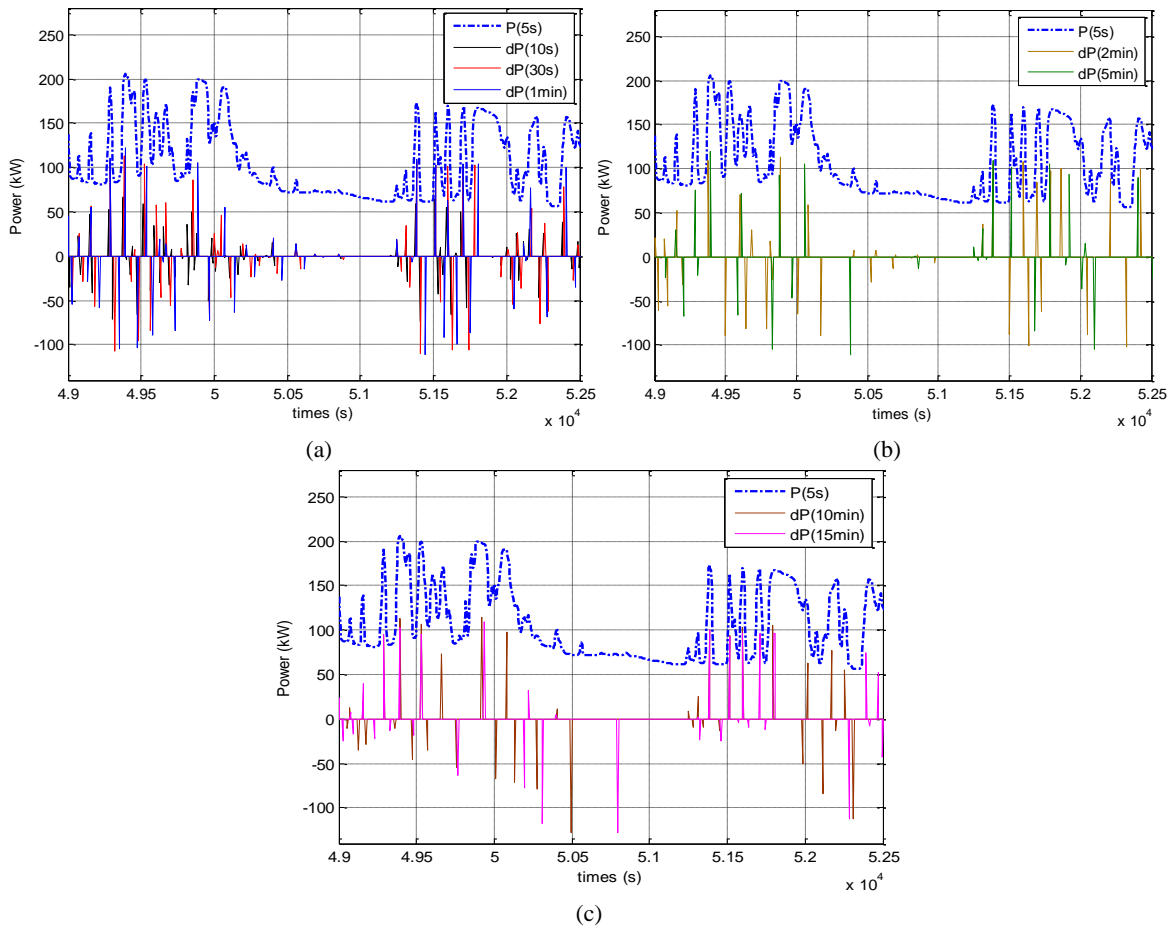 250
200
150
100
50
0
-50
-100
Power (kW)
P(5s)
dP(10s)
dP(30s)
dP(1min)
4.9 4.95 5 5.05 5.1 5.15 5.2 5.25
times (s)
x 10^4
(a)
250
200
150
100
50
0
-50
-100
Power (kW)
P(5s)
dP(2min)
dP(5min)
4.9 4.95 5 5.05 5.1 5.15 5.2 5.25
times (s)
x 10^4
(b)
250
200
150
100
50
0
-50
-100
Power (kW)
P(5s)
dP(10min)
dP(15min)
4.9 4.95 5 5.05 5.1 5.15 5.2 5.25
times (s)
x 10^4
(c)